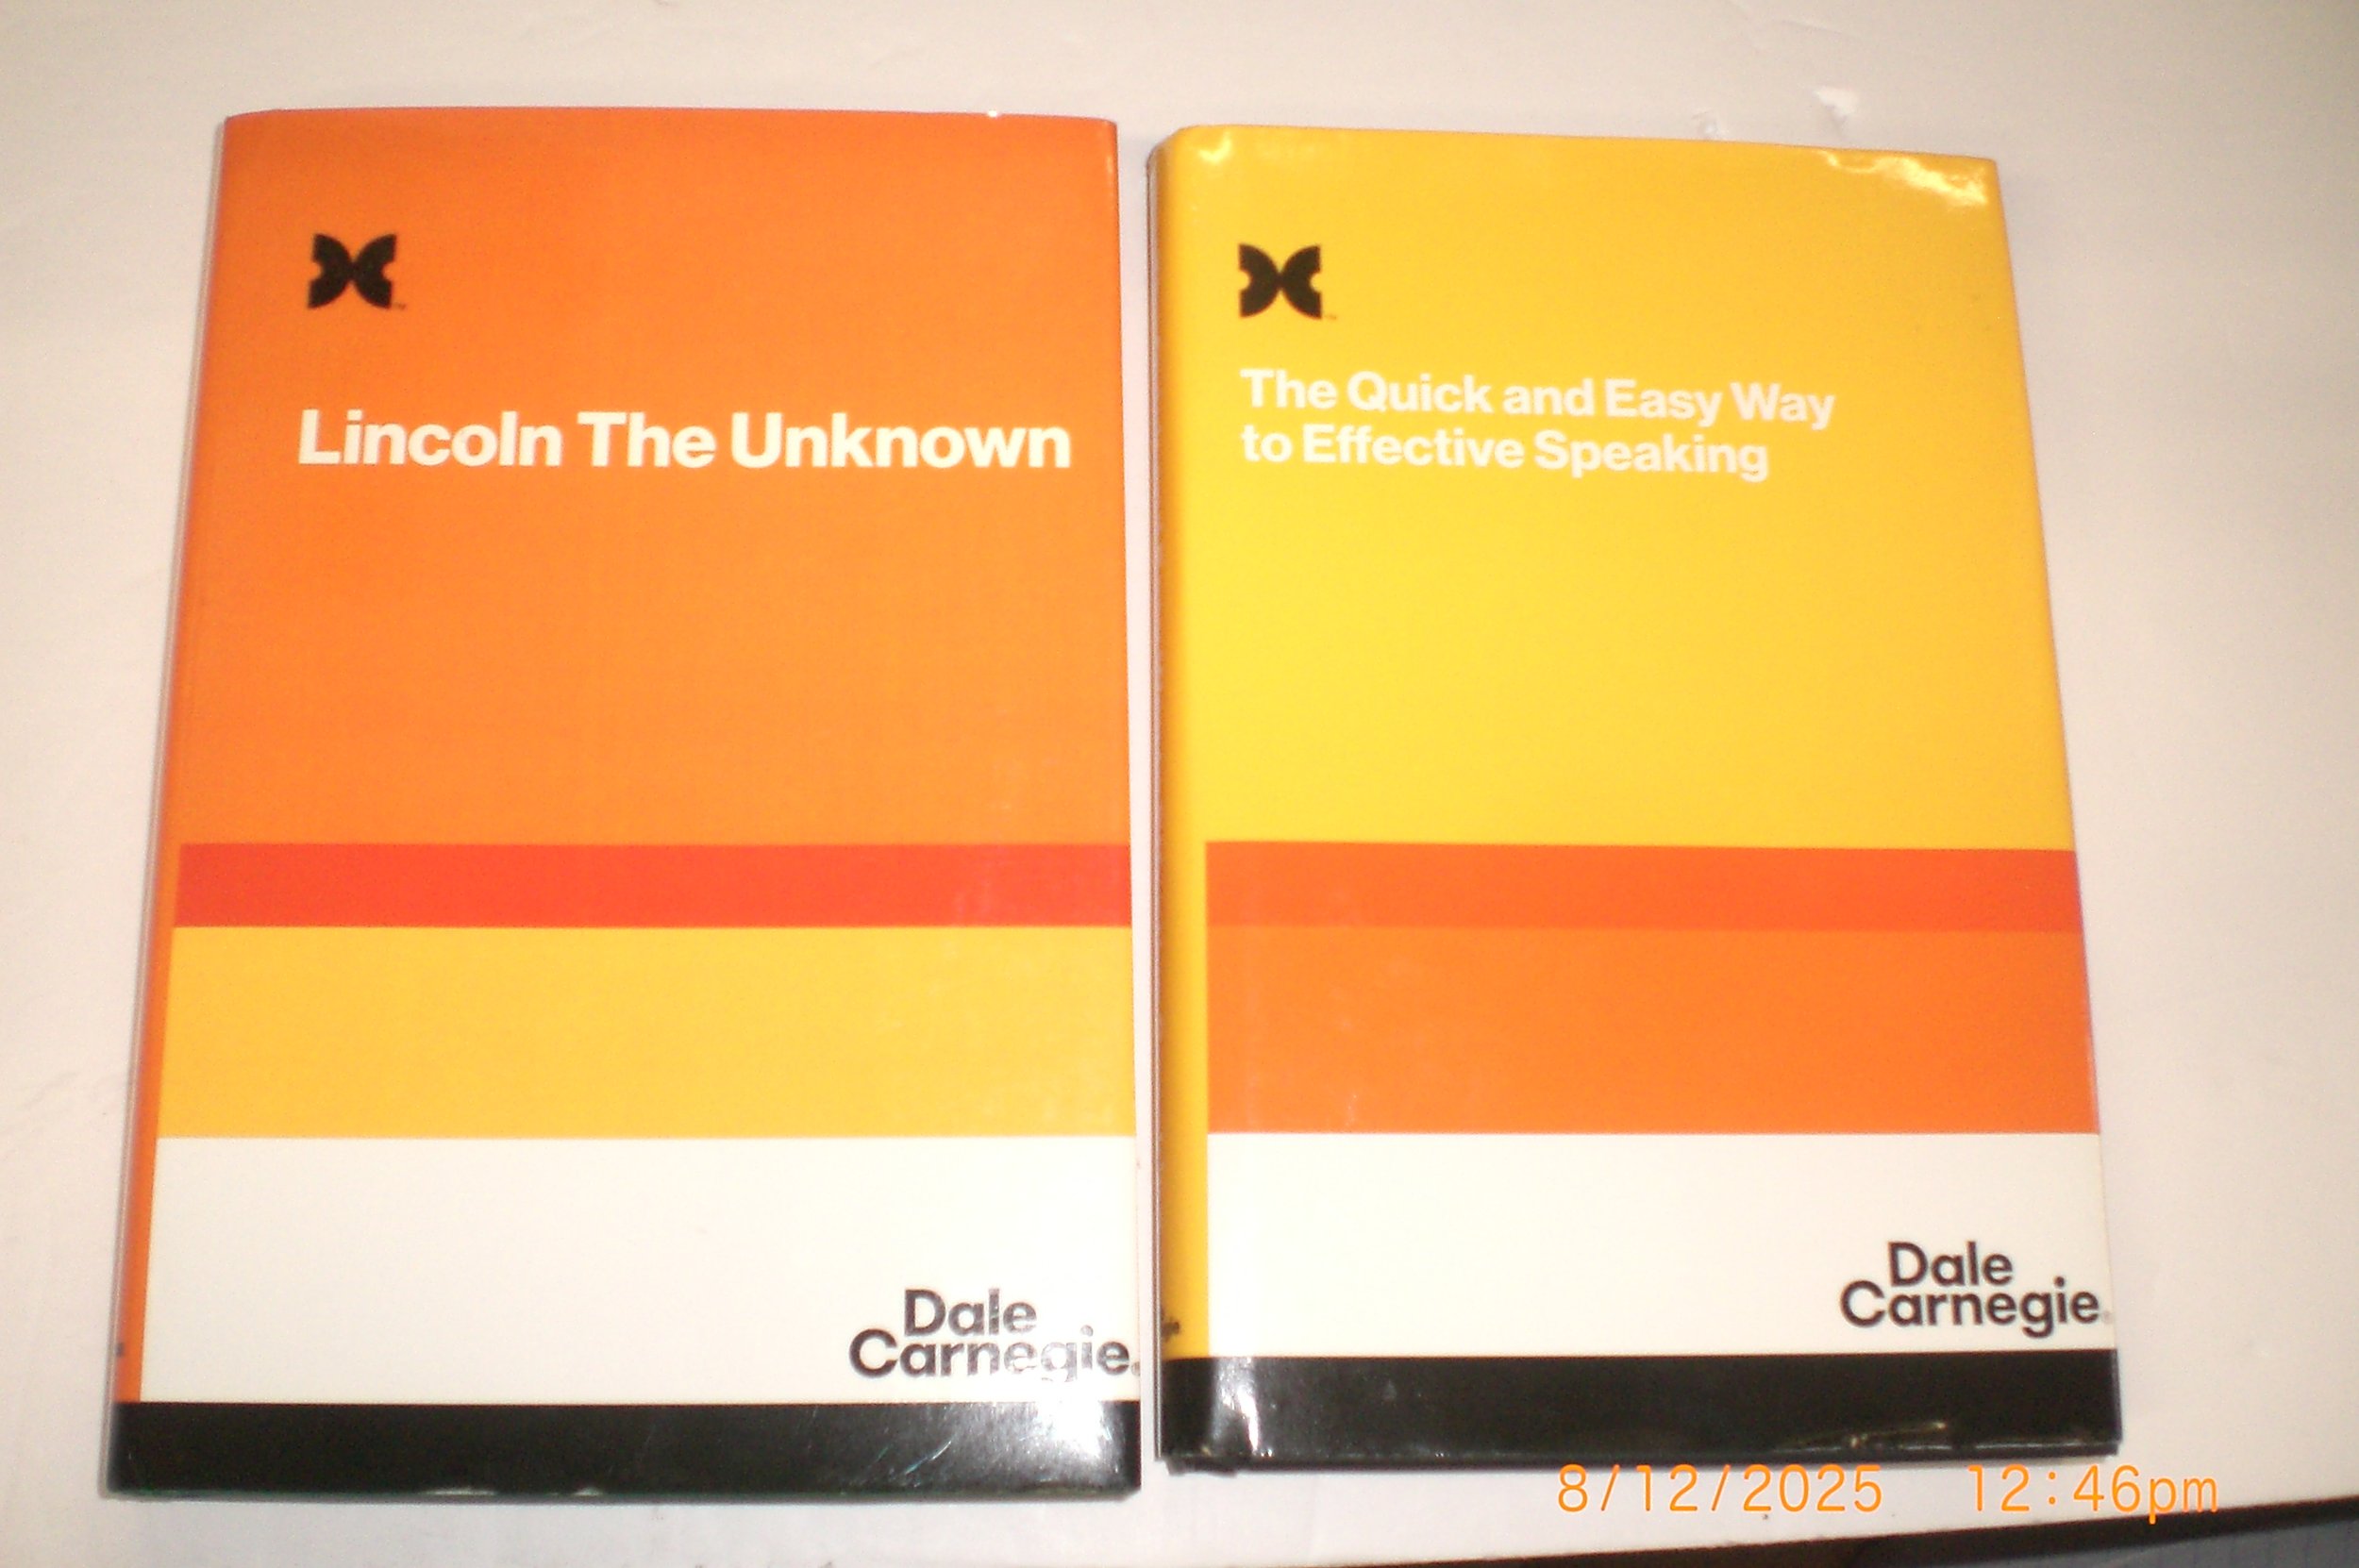 Lincoln The Unknown
Dale
Carnegie
The Quick and Easy Way
to Effective Speaking
Dale
Carnegie
8/12/2025 12:46pm